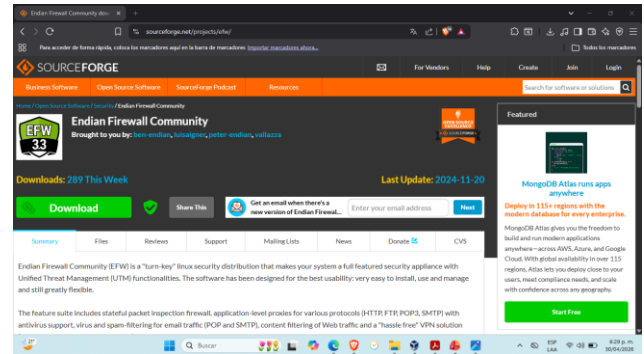 Endian Firewall Community dow
sourceforge.net/projects/efw/
Para acceder de forma rápida, coloca los marcadores aquí en la barra de marcadores. Importar marcadores ahora...
Todos los marcadores
SOURCEFORGE
For Vendors Help Create Join Login
Business Software Open Source Software SourceForge Podcast Resources
Search for software or solutions
Home / Open Source Software / Security / Endian Firewall Community
EFW
3.3
Endian Firewall Community
Brought to you by: ben-endian, luisaigner, peter-endian, vallazza
OPEN SOURCE
EXCELLENCE
SOURCEFORGE
Downloads: 289 This Week
Last Update: 2024-11-20
Download
Share This
Get an email when there's a
new version of Endian Firewal...
Enter your email address
Next
Summary Files Reviews Support Mailing Lists News Donate CVS
Endian Firewall Community (EFW) is a "turn-key" linux security distribution that makes your system a full featured security appliance with
Unified Threat Management (UTM) functionalities. The software has been designed for the best usability: very easy to install, use and manage
and still greatly flexible.
The feature suite includes stateful packet inspection firewall, application-level proxies for various protocols (HTTP, FTP, POP3, SMTP) with
antivirus support, virus and spam-filtering for email traffic (POP and SMTP), content filtering of Web traffic and a "hassle free" VPN solution
Featured
MongoDB Atlas runs apps
anywhere
Deploy in 115+ regions with the
modern database for every enterprise.
MongoDB Atlas gives you the freedom to
build and run modern applications
anywhere—across AWS, Azure, and Google
Cloud. With global availability in over 115
regions, Atlas lets you deploy close to your
users, meet compliance needs, and scale
with confidence across any geography.
Start Free
Buscar
ESP
LAA
6:29 p.m.
30/04/2026